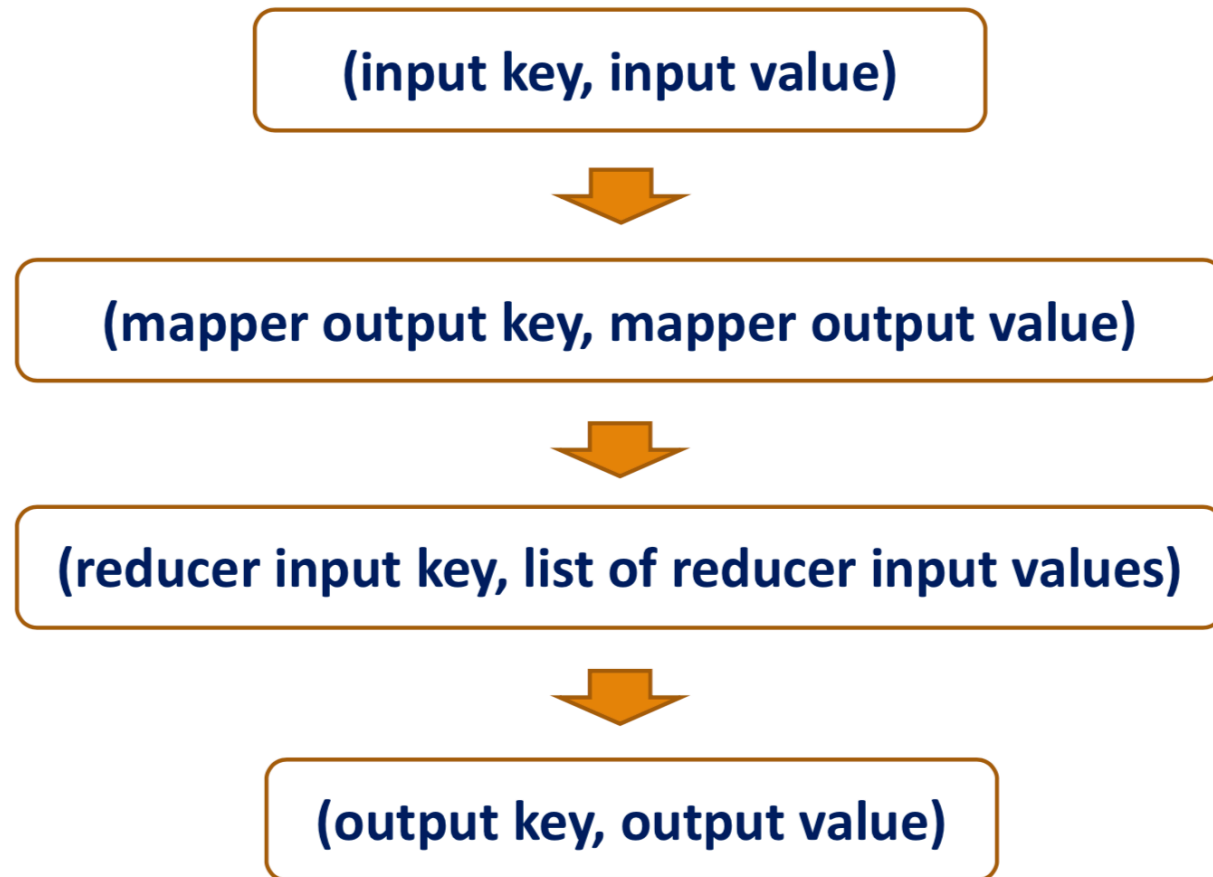 (input key, input value)
(mapper output key, mapper output value)
(reducer input key, list of reducer input values)
(output key, output value)